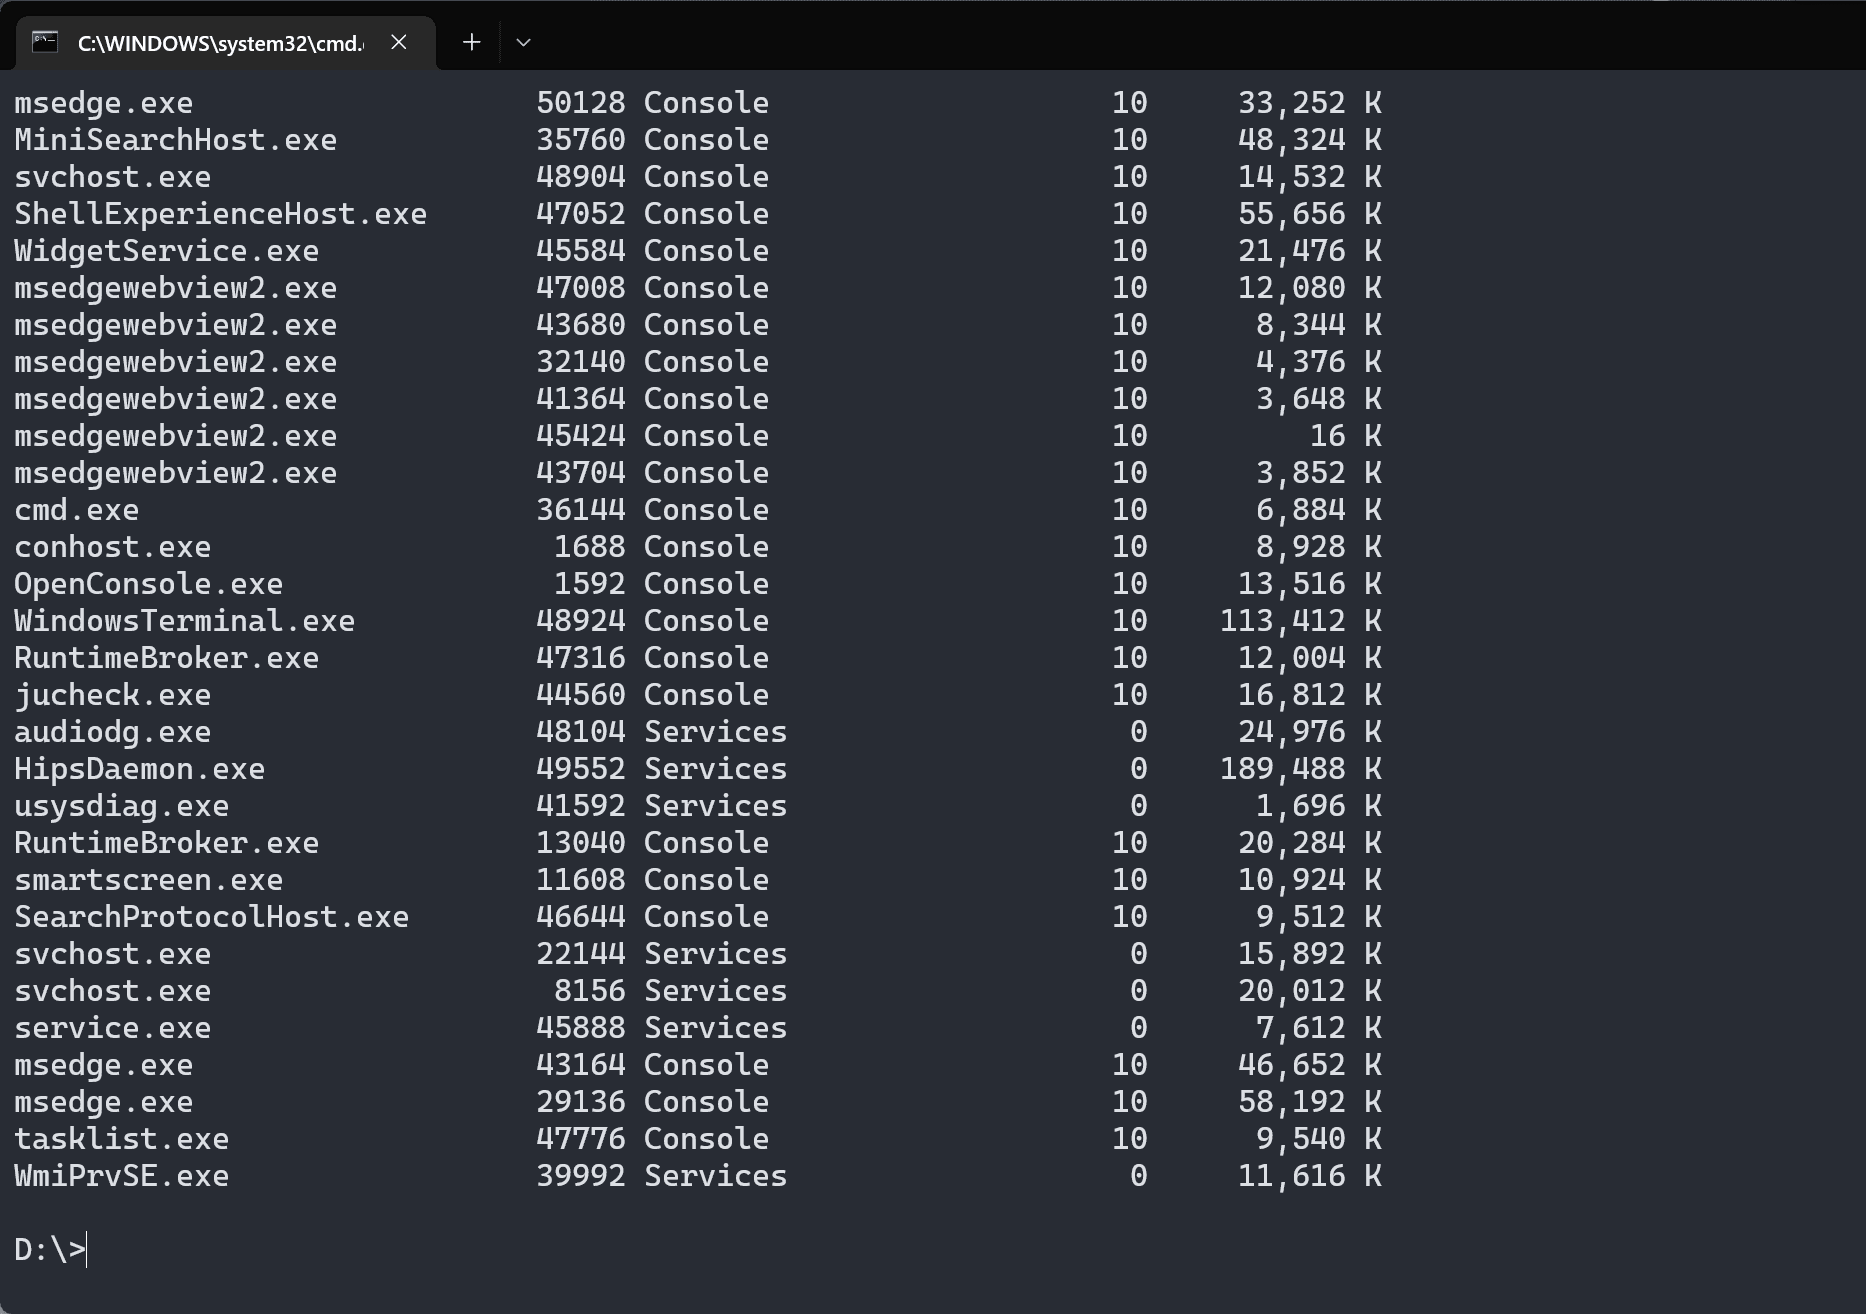 C:\WINDOWS\system32\cmd.
msedge.exe                   50128 Console                   10     33,252 K
MiniSearchHost.exe           35760 Console                   10     48,324 K
svchost.exe                  48904 Console                   10     14,532 K
ShellExperienceHost.exe      47052 Console                   10     55,656 K
WidgetService.exe            45584 Console                   10     21,476 K
msedgewebview2.exe           47008 Console                   10     12,080 K
msedgewebview2.exe           43680 Console                   10      8,344 K
msedgewebview2.exe           32140 Console                   10      4,376 K
msedgewebview2.exe           41364 Console                   10      3,648 K
msedgewebview2.exe           45424 Console                   10         16 K
msedgewebview2.exe           43704 Console                   10      3,852 K
cmd.exe                      36144 Console                   10      6,884 K
conhost.exe                   1688 Console                   10      8,928 K
OpenConsole.exe               1592 Console                   10     13,516 K
WindowsTerminal.exe          48924 Console                   10    113,412 K
RuntimeBroker.exe            47316 Console                   10     12,004 K
jucheck.exe                  44560 Console                   10     16,812 K
audiodg.exe                  48104 Services                   0     24,976 K
HipsDaemon.exe               49552 Services                   0    189,488 K
usysdiag.exe                 41592 Services                   0      1,696 K
RuntimeBroker.exe            13040 Console                   10     20,284 K
smartscreen.exe              11608 Console                   10     10,924 K
SearchProtocolHost.exe       46644 Console                   10      9,512 K
svchost.exe                  22144 Services                   0     15,892 K
svchost.exe                   8156 Services                   0     20,012 K
service.exe                  45888 Services                   0      7,612 K
msedge.exe                   43164 Console                   10     46,652 K
msedge.exe                   29136 Console                   10     58,192 K
tasklist.exe                 47776 Console                   10      9,540 K
WmiPrvSE.exe                 39992 Services                   0     11,616 K
D:\>